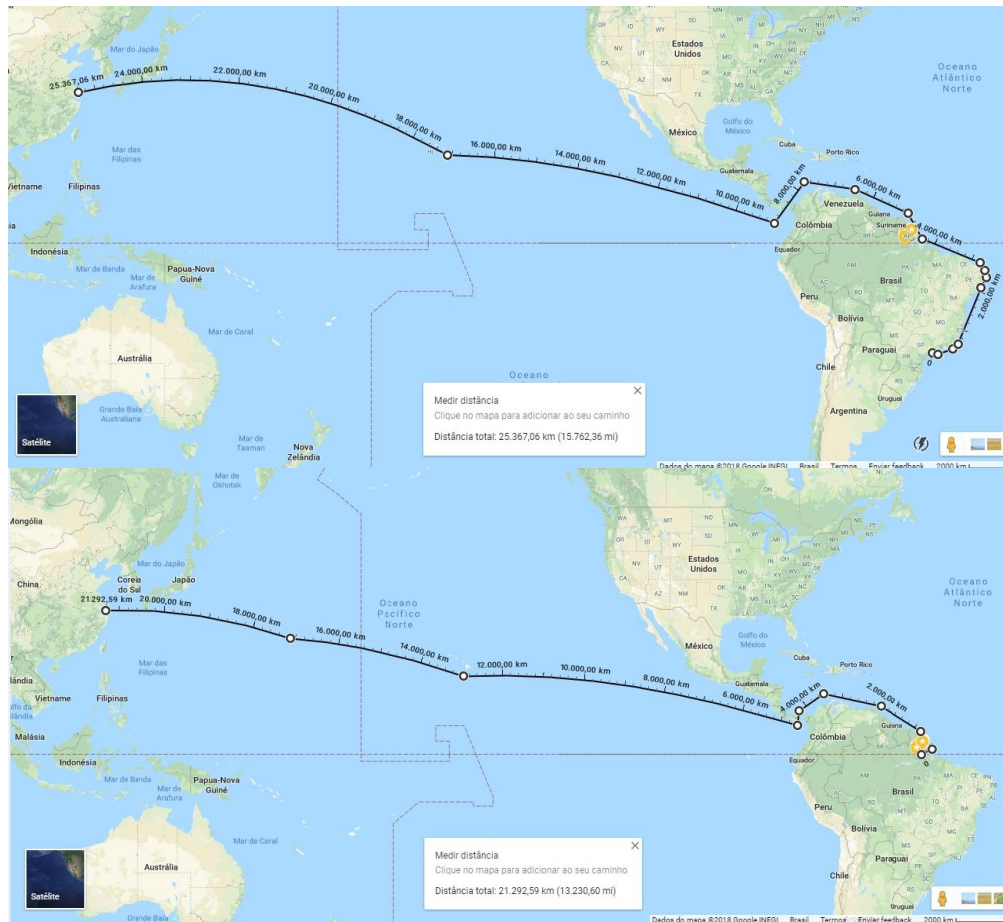 Mar do Japão
25.367,06 km
24.000,00 km
22.000,00 km
20.000,00 km
18.000,00 km
16.000,00 km
14.000,00 km
12.000,00 km
10.000,00 km
8.000,00 km
6.000,00 km
4.000,00 km
2.000,00 km
0
Estados
Unidos
Oceano
Atlântico
Norte
Golfo do
México
México
Cuba
Porto Rico
Guatemala
Venezuela
Guiana
Suriname
Colômbia
Equador
Peru
Brasil
Bolívia
Paraguai
Chile
Uruguai
Argentina
Mar das
Filipinas
Vietname
Filipinas
Indonésia
Mar de Banda
Mar de
Arafura
Papua-Nova
Guiné
Mar de Coral
Austrália
Grande Baía
Australiana
Mar de
Tasman
Nova
Zelândia
Oceano
Satélite
Medir distância
Clique no mapa para adicionar ao seu caminho
Distância total: 25.367,06 km (15.762,36 mi)
Dados do mapa ©2018 Google INEGI Brasil Termos Enviar feedback 2000 km
Mar de
Okhotsk
Mongólia
China
Mar do Japão
Coreia
do Sul
Japão
21.292,59 km
20.000,00 km
18.000,00 km
16.000,00 km
14.000,00 km
12.000,00 km
10.000,00 km
8.000,00 km
6.000,00 km
4.000,00 km
2.000,00 km
0
Oceano
Pacífico
Norte
Estados
Unidos
Oceano
Atlântico
Norte
Golfo do
México
México
Cuba
Porto Rico
Guatemala
Guiana
Colômbia
Equador
Peru
Brasil
Bolívia
Paraguai
Chile
Uruguai
Mar das
Filipinas
Vietname
Filipinas
Malásia
Indonésia
Mar de Banda
Mar de
Arafura
Papua-Nova
Guiné
Mar de Coral
Austrália
Grande Baía
Satélite
Medir distância
Clique no mapa para adicionar ao seu caminho
Distância total: 21.292,59 km (13.230,60 mi)
Dados do mapa ©2018 Google INEGI Brasil Termos Enviar feedback 2000 km